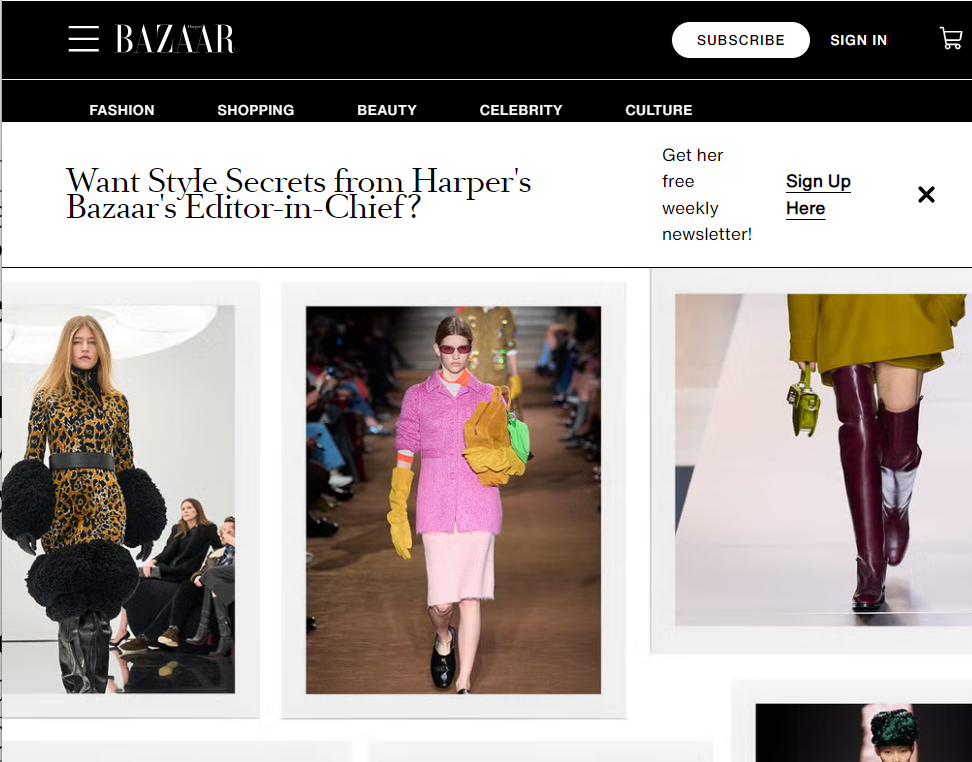 Harper's
BAZAAR
SUBSCRIBE
SIGN IN
FASHION
SHOPPING
BEAUTY
CELEBRITY
CULTURE
Want Style Secrets from Harper's
Bazaar's Editor-in-Chief?
Get her
free
weekly
newsletter!
Sign Up
Here